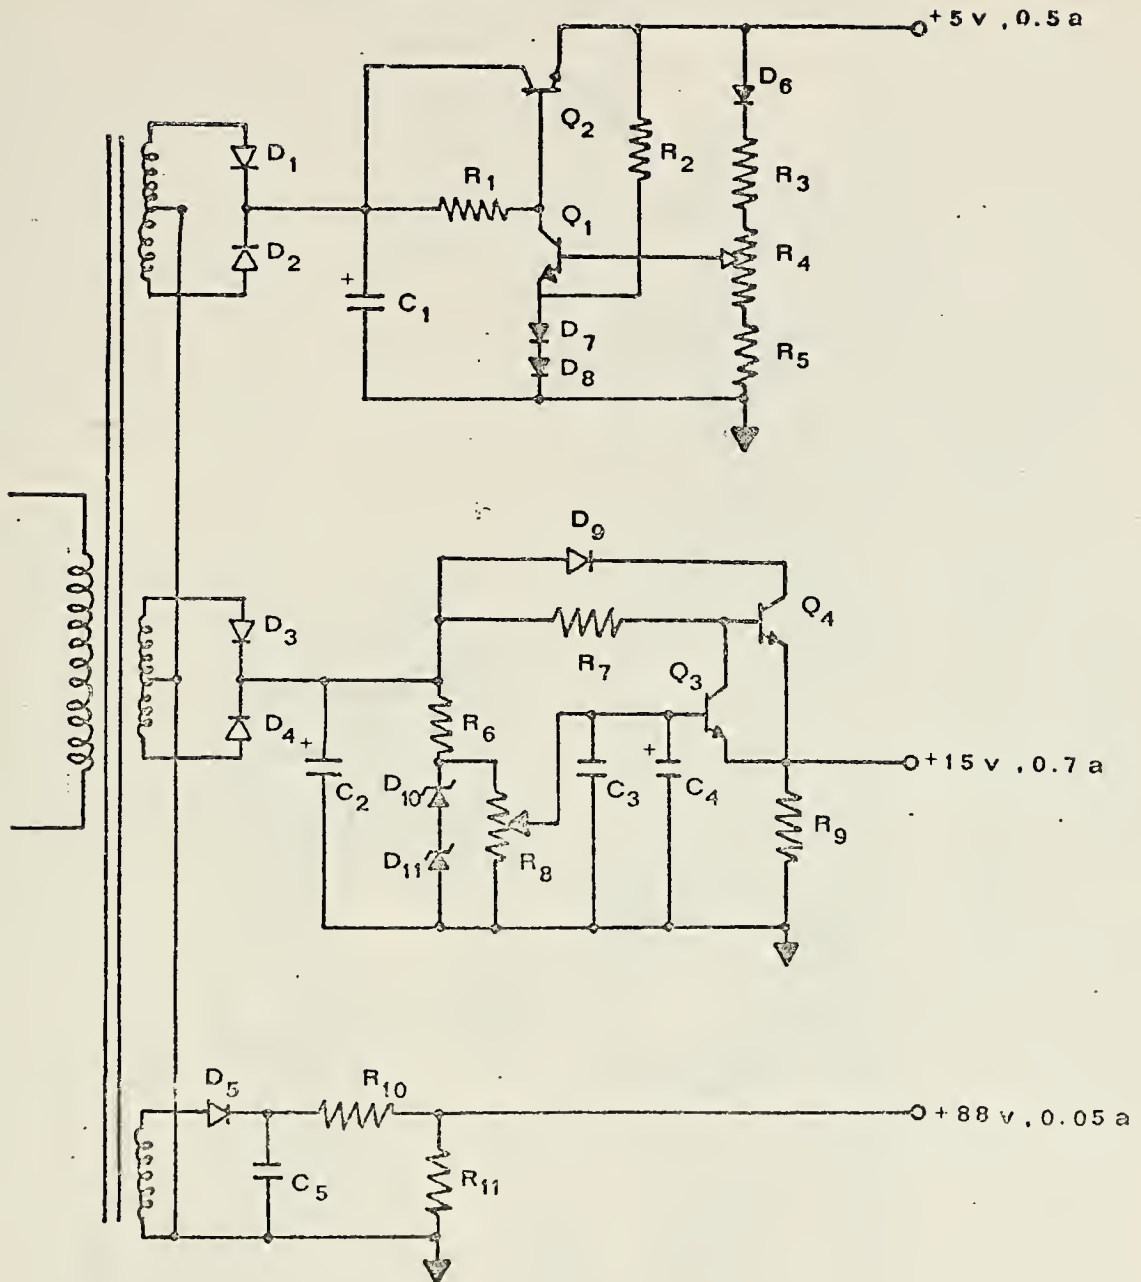 +5 v , 0.5 a
D6
Q2
D1
R2
R3
R1
Q1
D2
R4
+
C1
D7
R5
D8
D9
Q4
D3
R7
Q3
R6
D4
+
+
+15 v , 0.7 a
C2
D10
C3
C4
R9
D11
R8
D5
R10
+88 v , 0.05 a
C5
R11